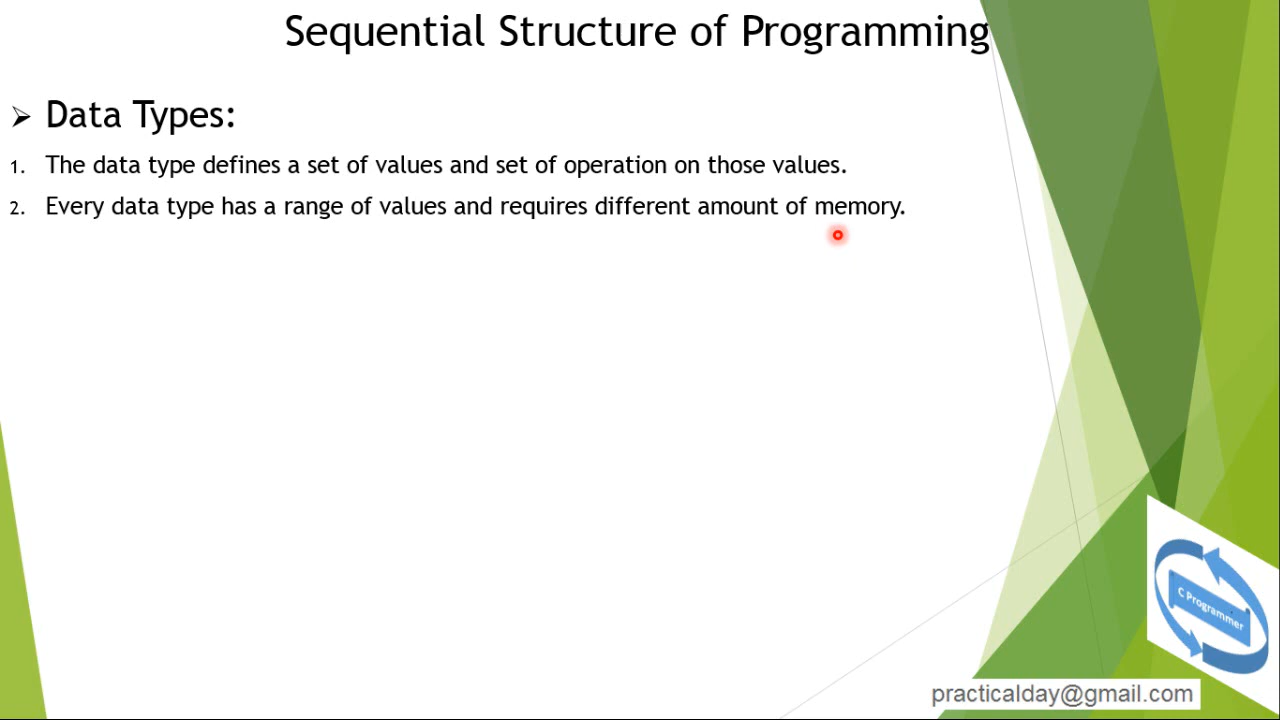 Sequential Structure of Programming
➢ Data Types:
1. The data type defines a set of values and set of operation on those values.
2. Every data type has a range of values and requires different amount of memory.
C Programmer
practicalday@gmail.com